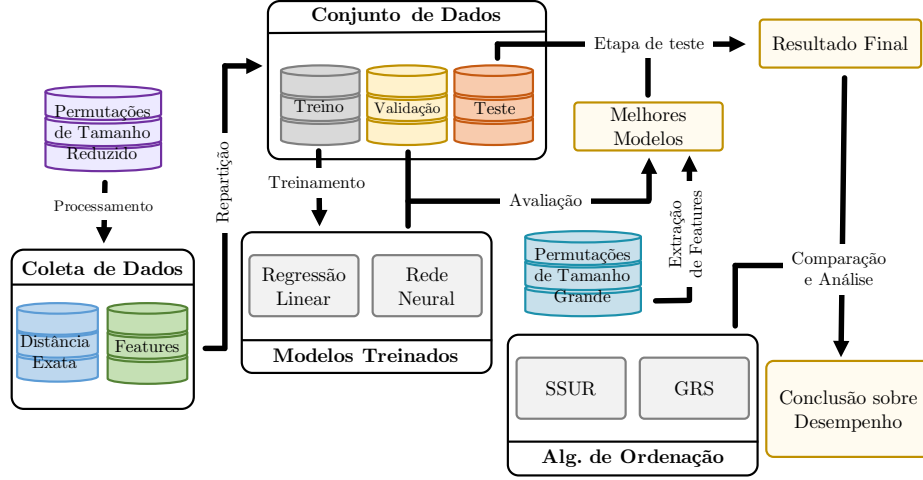 Conjunto de Dados
Treino
Validação
Teste
Etapa de teste
Resultado Final
Permutações
de Tamanho
Reduzido
Processamento
Repartição
Treinamento
Avaliação
Melhores
Modelos
Extração
de Features
Coleta de Dados
Distância
Exata
Features
Regressão
Linear
Rede
Neural
Modelos Treinados
Permutações
de Tamanho
Grande
Comparação
e Análise
SSUR
GRS
Alg. de Ordenação
Conclusão sobre
Desempenho